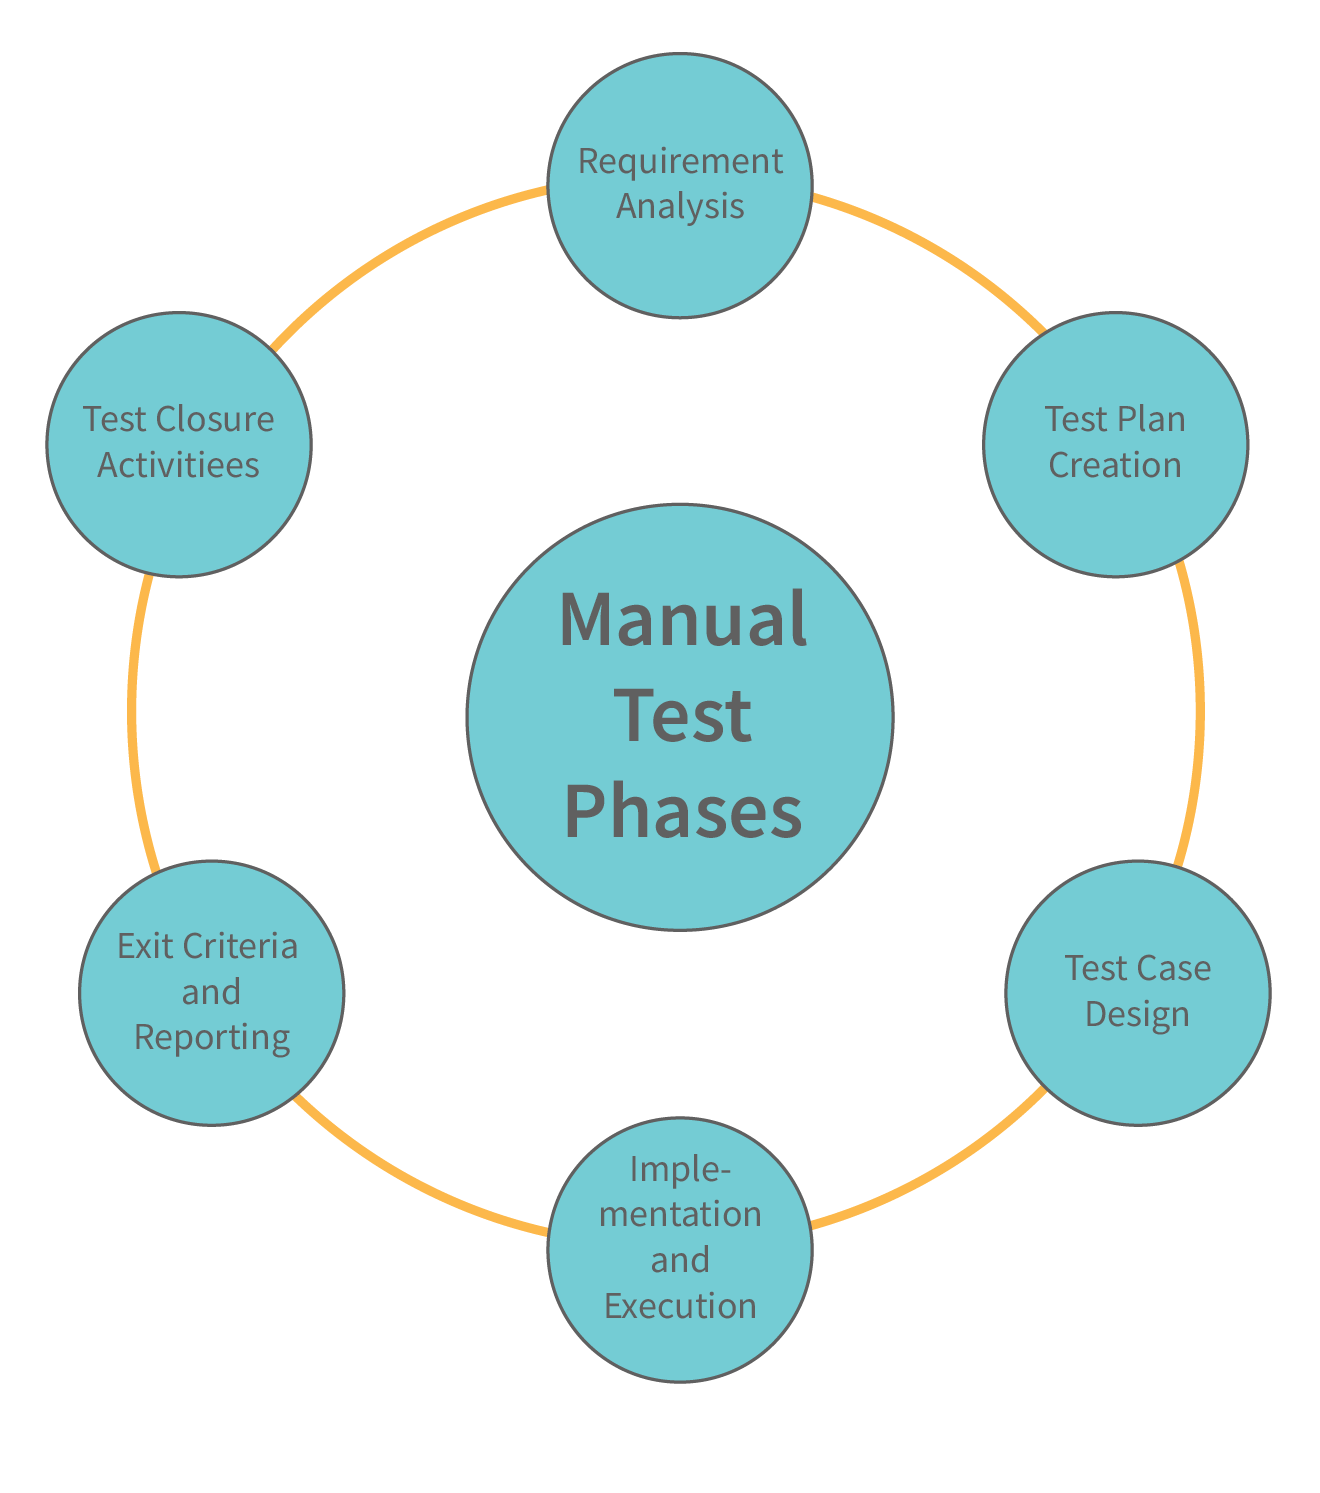 Requirement
Analysis
Test Plan
Creation
Test Case
Design
Imple-
mentation
and
Execution
Exit Criteria
and
Reporting
Test Closure
Activitiees
Manual
Test
Phases